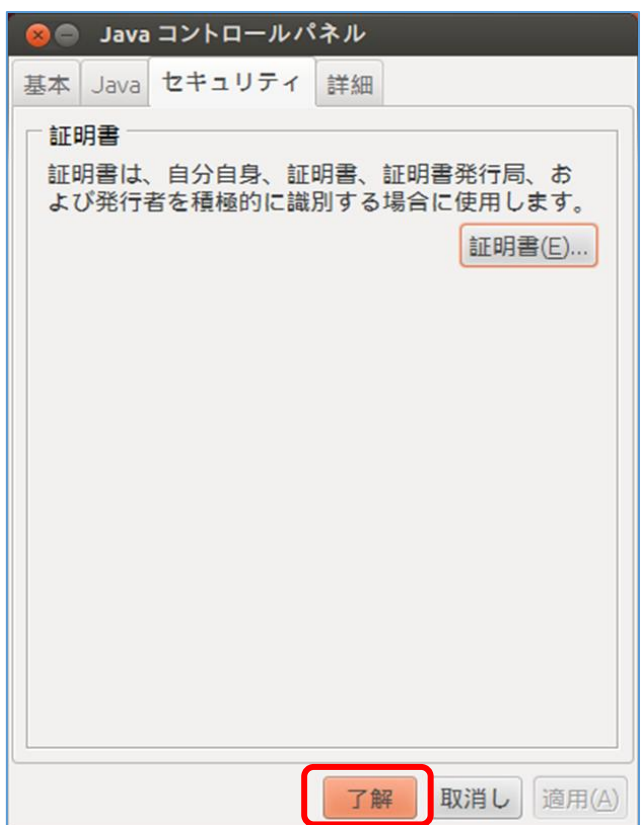 Java コントロールパネル
基本 Java セキュリティ 詳細
証明書
証明書は、自分自身、証明書、証明書発行局、お
よび発行者を積極的に識別する場合に使用します。
証明書(E)...
了解 取消し 適用(A)